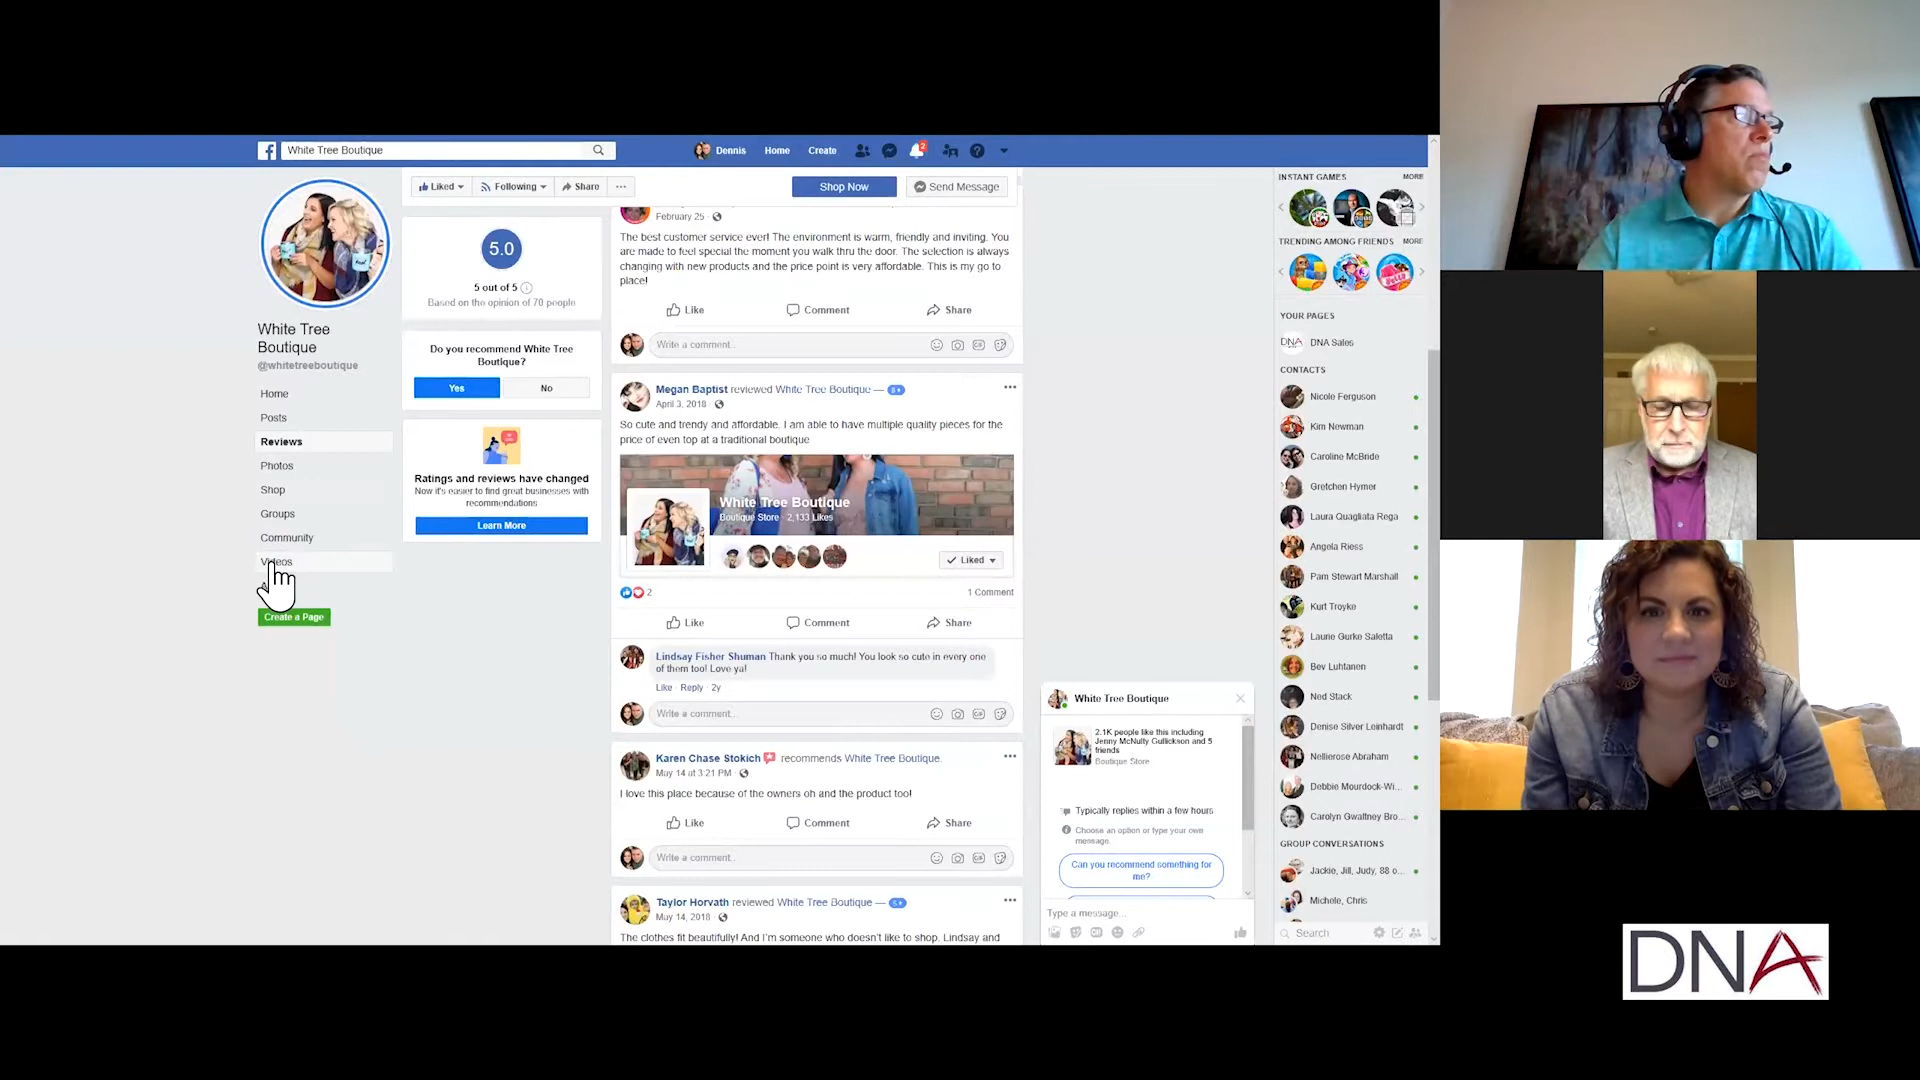 White Tree Boutique
Dennis
Home
Create
2
Liked
Following
Share
Shop Now
Send Message
White Tree
Boutique
@whitetreeboutique
Home
Posts
Reviews
Photos
Shop
Groups
Community
Videos
Create a Page
5.0
5 out of 5
Based on the opinion of 70 people
Do you recommend White Tree
Boutique?
Yes
No
Ratings and reviews have changed
Now it's easier to find great businesses with
recommendations
Learn More
February 25
The best customer service ever! The environment is warm, friendly and inviting. You
are made to feel special the moment you walk thru the door. The selection is always
changing with new products and the price point is very affordable. This is my go to
place!
Like Comment Share
Write a comment..
Megan Baptist reviewed White Tree Boutique — 5
April 3, 2018
So cute and trendy and affordable. I am able to have multiple quality pieces for the
price of even top at a traditional boutique
White Tree Boutique
Boutique Store · 2,133 Likes
Liked
2
1 Comment
Like Comment Share
Lindsay Fisher Shuman Thank you so much! You look so cute in every one
of them too! Love ya!
Like · Reply · 2y
Write a comment..
Karen Chase Stokich recommends White Tree Boutique.
May 14 at 3:21 PM
I love this place because of the owners oh and the product too!
Like Comment Share
Write a comment..
Taylor Horvath reviewed White Tree Boutique — 5
May 14, 2018
The clothes fit beautifully! And I'm someone who doesn't like to shop. Lindsay and
White Tree Boutique
2.1K people like this including
Jenny McNulty Gullickson and 5
friends
Boutique Store
Typically replies within a few hours
Choose an option or type your own
message.
Can you recommend something for
me?
Type a message...
INSTANT GAMES MORE
TRENDING AMONG FRIENDS MORE
YOUR PAGES
DNA DNA Sales
CONTACTS
Nicole Ferguson
Kim Newman
Caroline McBride
Gretchen Hymer
Laura Quagliata Rega
Angela Riess
Pam Stewart Marshall
Kurt Troyke
Laurie Gurke Saletta
Bev Luhtanen
Ned Stack
Denise Silver Leinhardt
Nellierose Abraham
Debbie Mourdock-Wi...
Carolyn Gwaltney Bro...
GROUP CONVERSATIONS
Jackie, Jill, Judy, 88 o...
Michele, Chris
Search
DNA